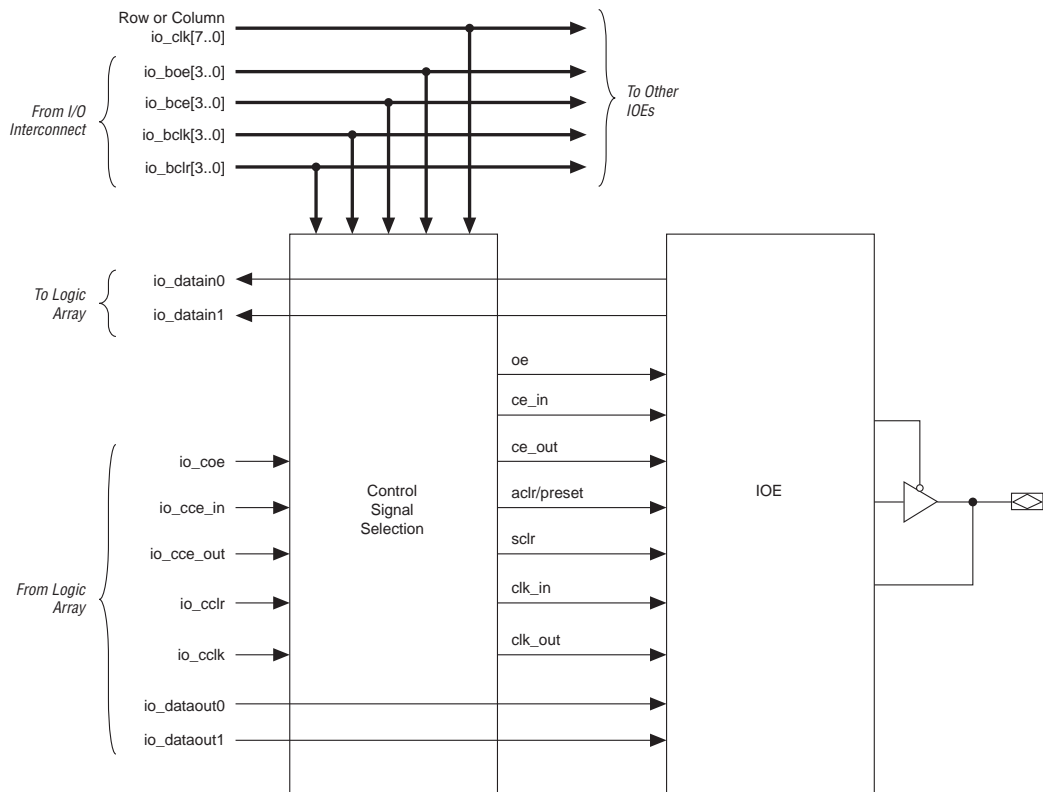 Row or Column
io_clk[7..0]
io_boe[3..0]
From I/O
Interconnect
io_bce[3..0]
io_bclk[3..0]
io_bclr[3..0]
To Other
IOEs
To Logic
Array
io_datain0
io_datain1
oe
ce_in
ce_out
aclr/preset
sclr
clk_in
clk_out
From Logic
Array
io_coe
io_cce_in
io_cce_out
io_cclr
io_cclk
io_dataout0
io_dataout1
Control
Signal
Selection
IOE